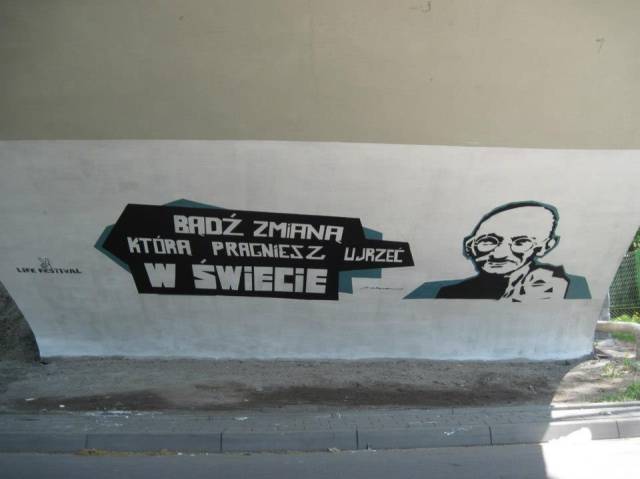 BĄDŹ ZMIANĄ
KTÓRĄ PRAGNIESZ UJRZEĆ
W ŚWIECIE
LIFE FESTIVAL